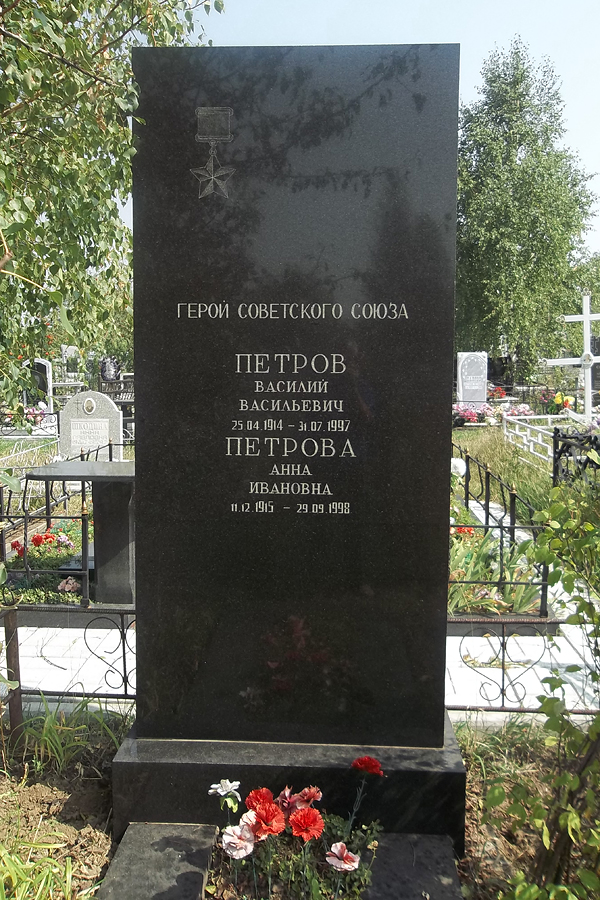 ГЕРОЙ СОВЕТСКОГО СОЮЗА
ПЕТРОВ
ВАСИЛИЙ
ВАСИЛЬЕВИЧ
25.04.1914 – 31.07.1997
ПЕТРОВА
АННА
ИВАНОВНА
11.12.1915 – 29.09.1998